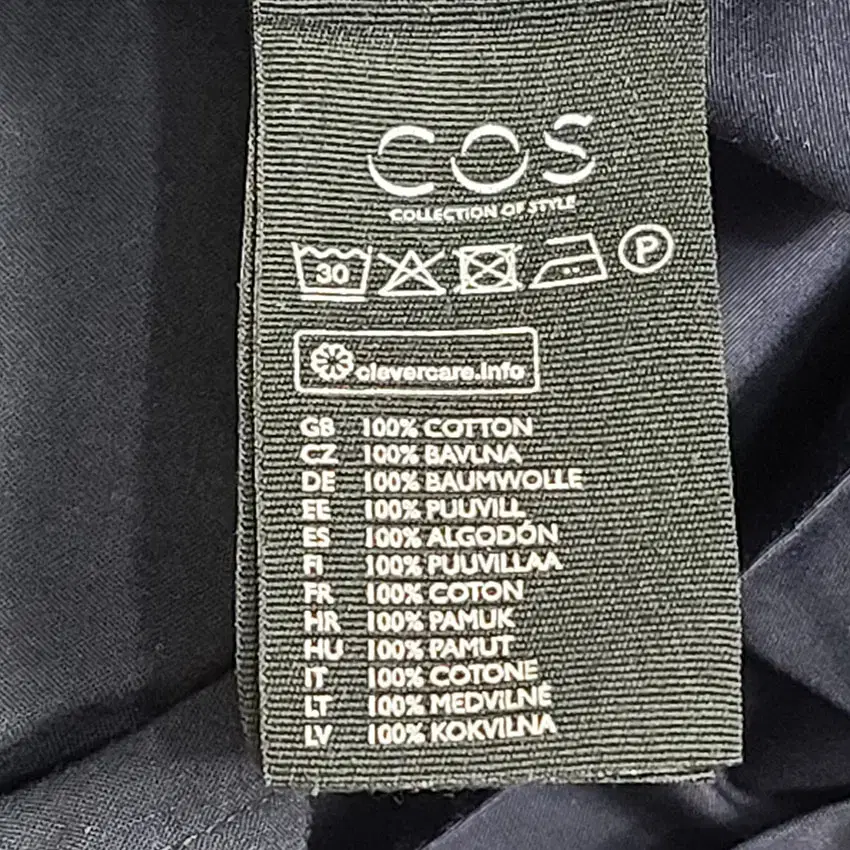 COS
COLLECTION OF STYLE
30 P
clevercare.info
GB 100% COTTON
CZ 100% BAVLNA
DE 100% BAUMWOLLE
EE 100% PUUVILL
ES 100% ALGODÓN
FI 100% PUUVILLAA
FR 100% COTON
HR 100% PAMUK
HU 100% PAMUT
IT 100% COTONE
LT 100% MEDVILNĖ
LV 100% KOKVILNA